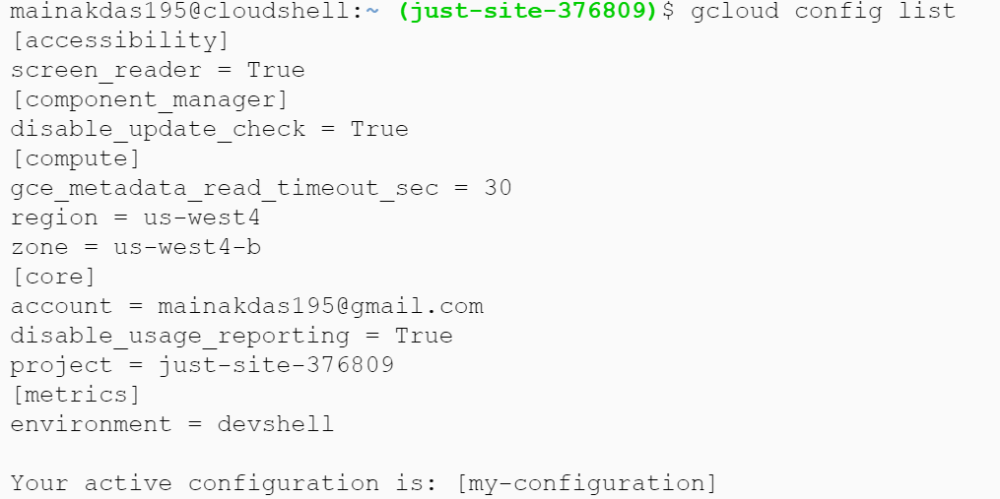 mainakdas195@cloudshell:~ (just-site-376809)$ gcloud config list
[accessibility]
screen_reader = True
[component_manager]
disable_update_check = True
[compute]
gce_metadata_read_timeout_sec = 30
region = us-west4
zone = us-west4-b
[core]
account = mainakdas195@gmail.com
disable_usage_reporting = True
project = just-site-376809
[metrics]
environment = devshell
Your active configuration is: [my-configuration]